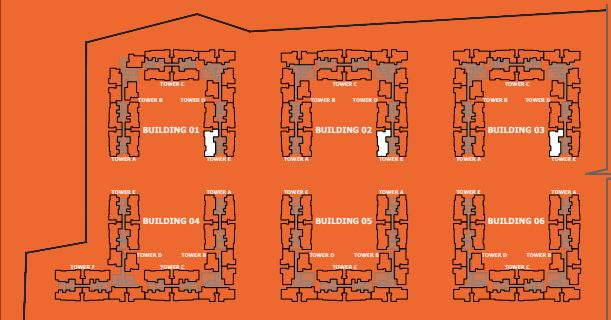 TOWER C TOWER C TOWER C
TOWER B TOWER D TOWER B TOWER D TOWER B TOWER D
BUILDING 01 BUILDING 02 BUILDING 03
TOWER A TOWER E TOWER A TOWER E TOWER A TOWER E
TOWER E TOWER A TOWER E TOWER A TOWER E TOWER A
BUILDING 04 BUILDING 05 BUILDING 06
TOWER D TOWER B TOWER D TOWER B TOWER D TOWER B
TOWER F TOWER C TOWER C TOWER C